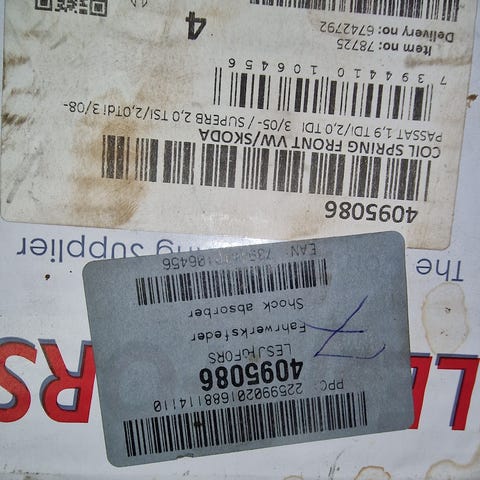 PPC: 225990201688114110
4095086
LESJÖFORS
Fahrwerksfeder
Shock absorber
EAN: 7394410106456
The
Supplier
4095086
COIL SPRING FRONT VW/SKODA
PASSAT 1.9 TDI/2,0 TDI 3/05- / SUPERB 2,0 TSI/2,0Tdi 3/08-
7 394410 106456
Item no: 78725
Delivery no: 6742792
4